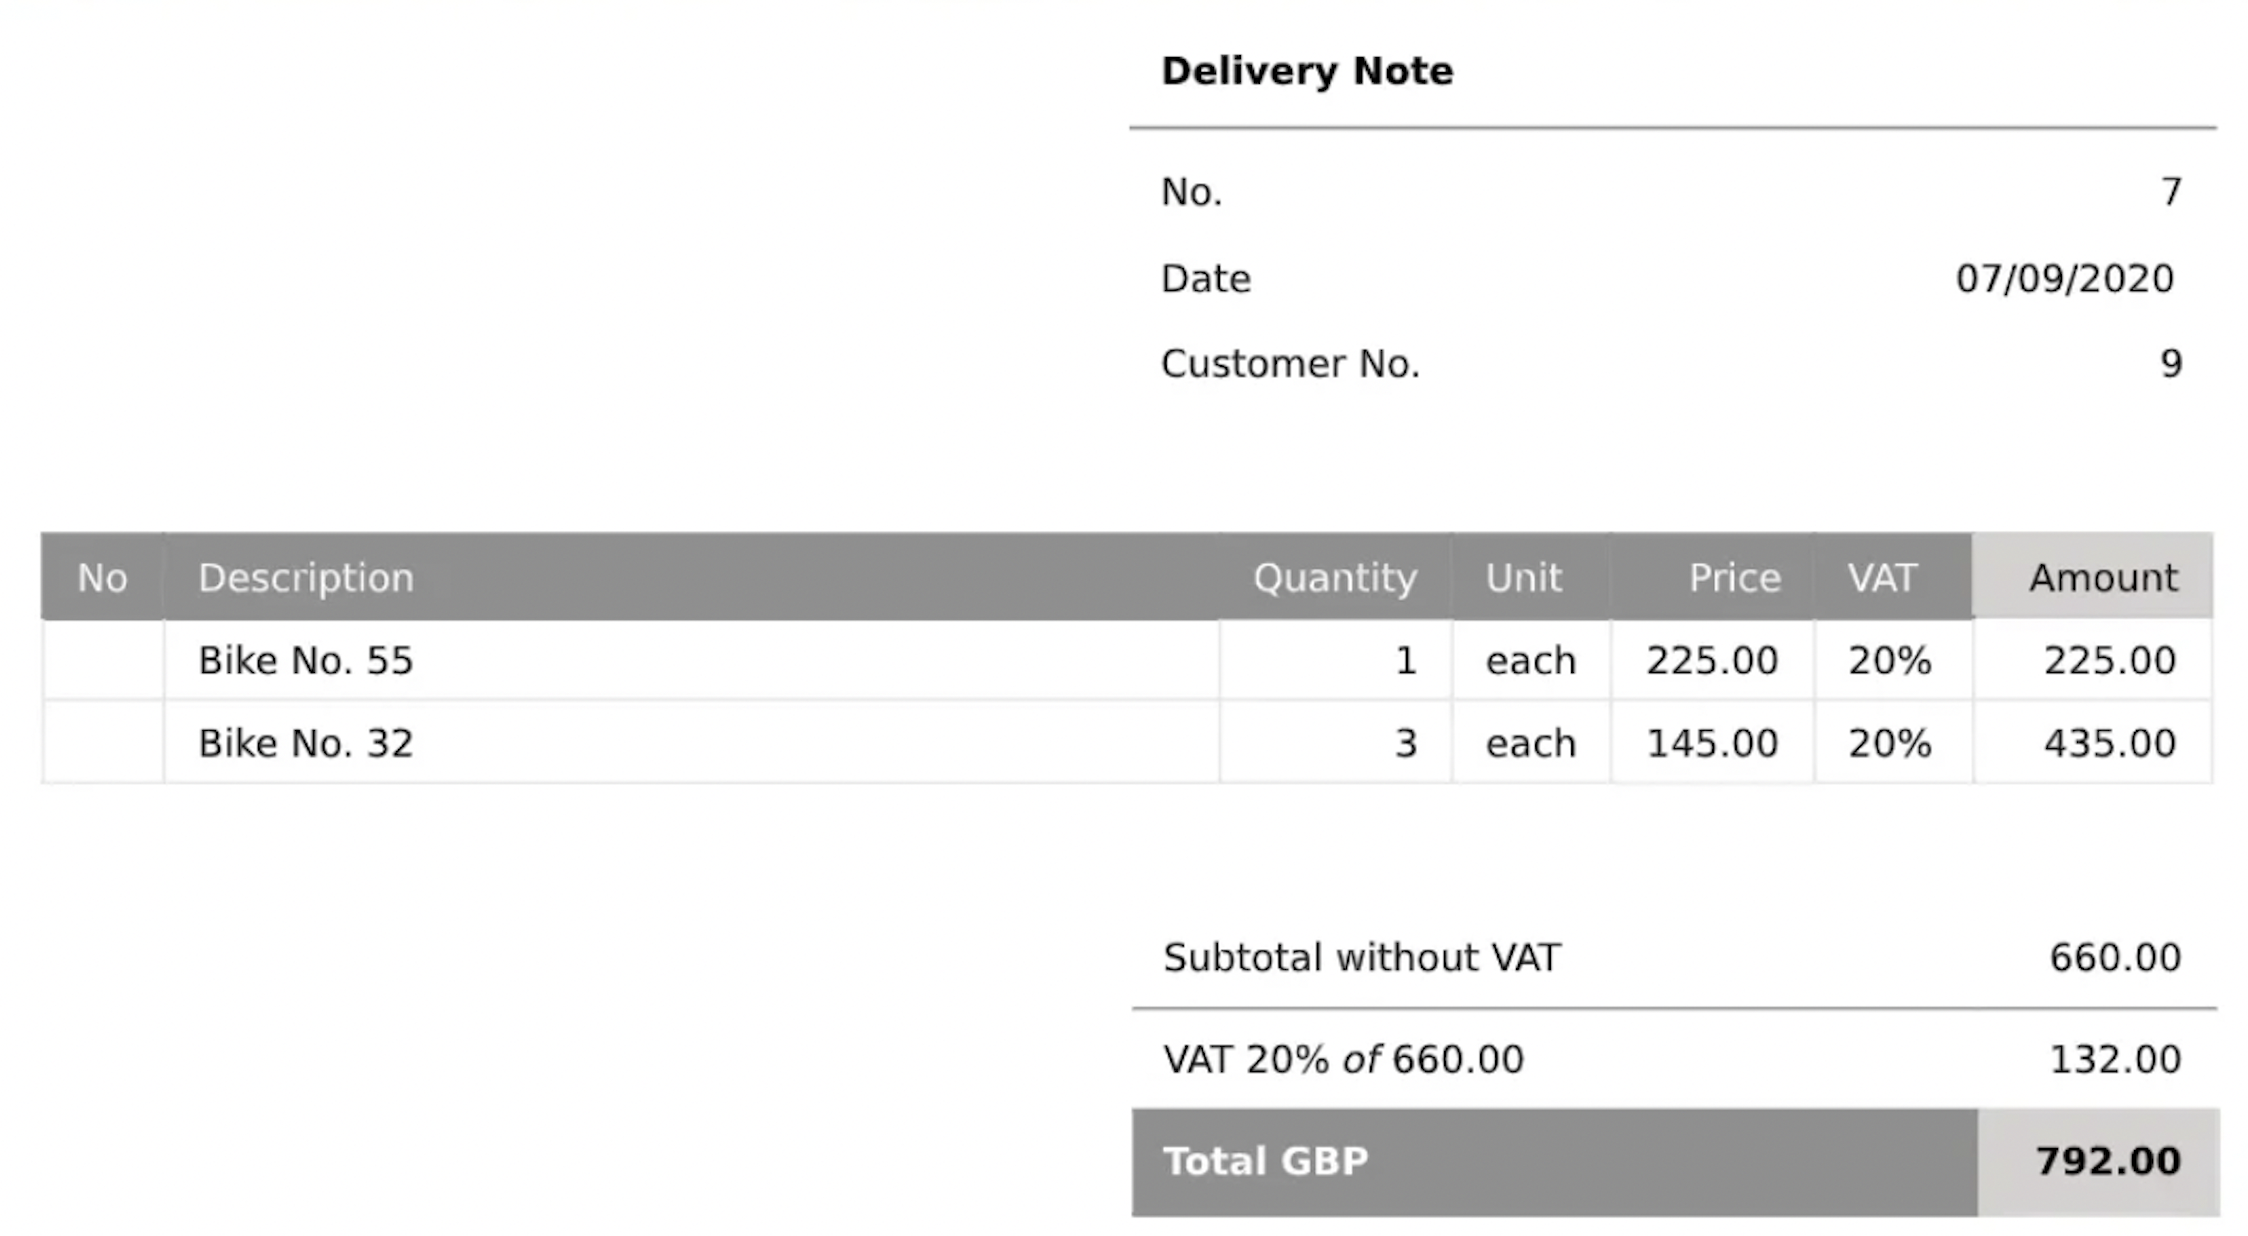 Delivery Note
No. 7
Date 07/09/2020
Customer No. 9
No Description Quantity Unit Price VAT Amount
Bike No. 55 1 each 225.00 20% 225.00
Bike No. 32 3 each 145.00 20% 435.00
Subtotal without VAT 660.00
VAT 20% of 660.00 132.00
Total GBP 792.00